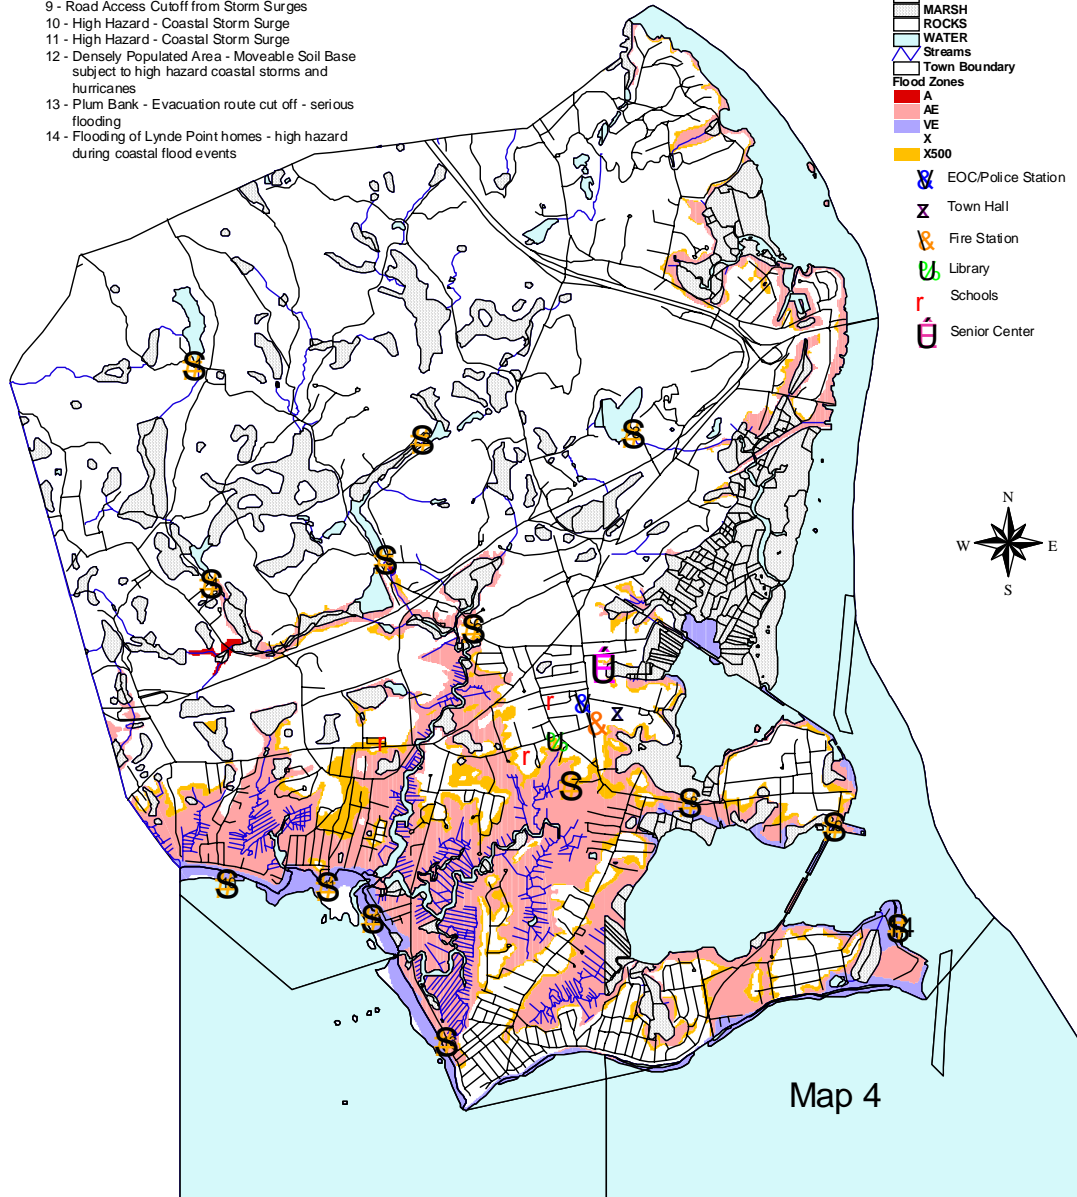 9 - Road Access Cutoff from Storm Surges
10 - High Hazard - Coastal Storm Surge
11 - High Hazard - Coastal Storm Surge
12 - Densely Populated Area - Moveable Soil Base
subject to high hazard coastal storms and
hurricanes
13 - Plum Bank - Evacuation route cut off - serious
flooding
14 - Flooding of Lynde Point homes - high hazard
during coastal flood events
MARSH
ROCKS
WATER
Streams
Town Boundary
Flood Zones
A
AE
VE
X
X500
& EOC/Police Station
Town Hall
& Fire Station
U% Library
r Schools
Ú Senior Center
N
W E
S
S
S
S
S
S
S
Ú
r
&
&
r
U%
r
S
S
S
S
S
S
S4
S
Map 4